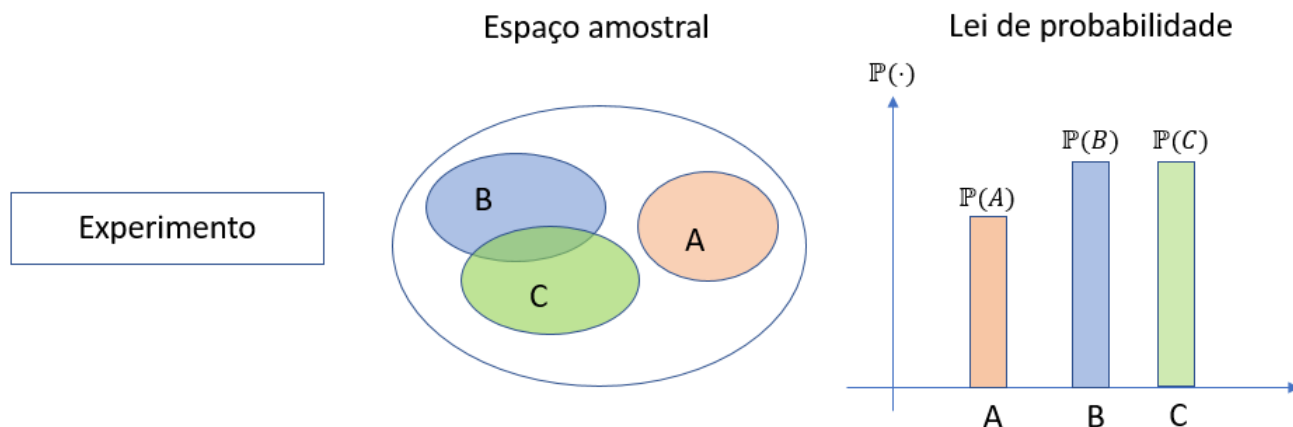 Espaço amostral
Lei de probabilidade
ℙ(·)
ℙ(B) ℙ(C)
ℙ(A)
Experimento
B
A
C
A B C